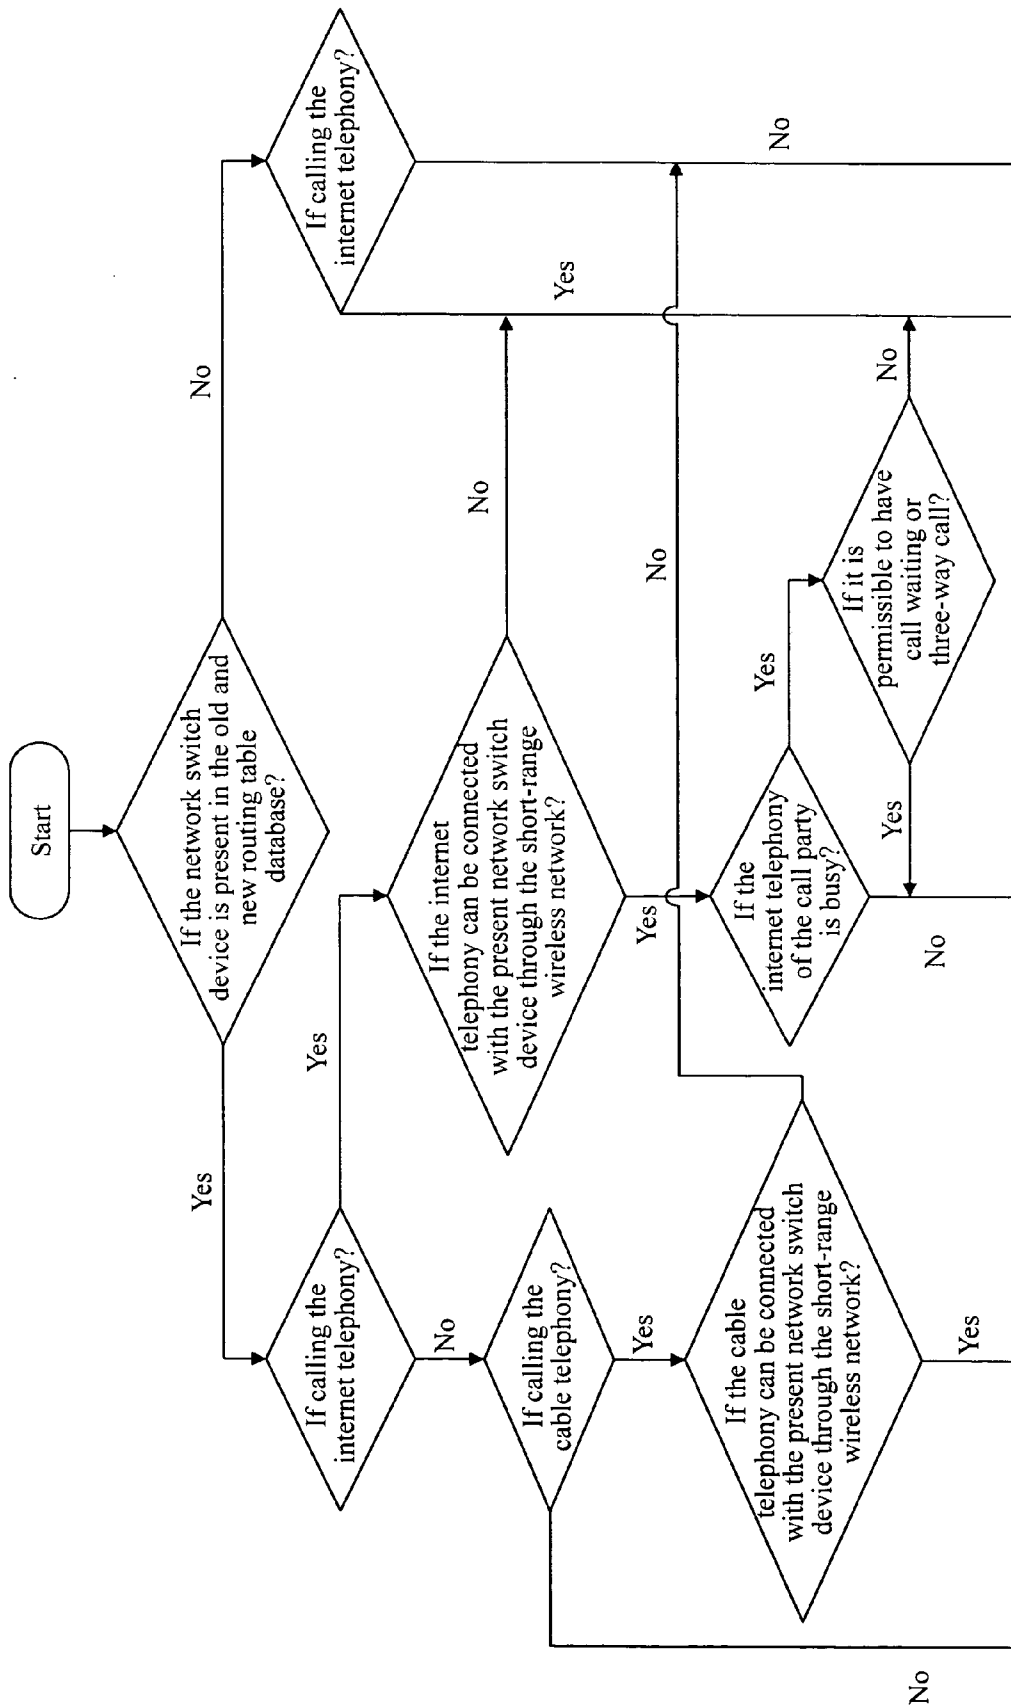 Start
If the network switch
device is present in the old and
new routing table
database?
Yes
No
If calling the
internet telephony?
Yes
No
If calling the
internet telephony?
Yes
No
If the internet
telephony can be connected
with the present network switch
device through the short-range
wireless network?
No
Yes
If calling the
cable telephony?
Yes
No
If the cable
telephony can be connected
with the present network switch
device through the short-range
wireless network?
No
Yes
If the
internet telephony
of the call party
is busy?
Yes
No
If it is
permissible to have
call waiting or
three-way call?
Yes
No